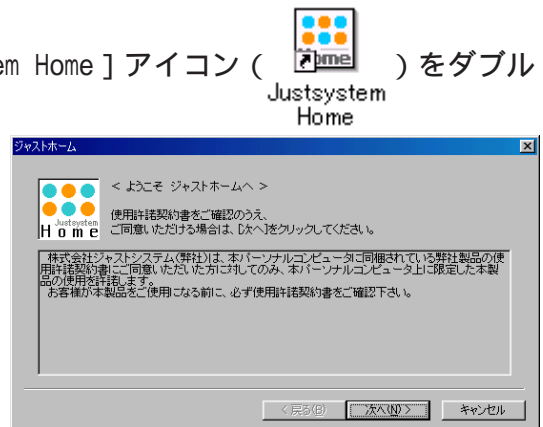 em Home ] アイコン ( Home ) をダブル
Justsystem
Home
ジャストホーム
< ようこそ ジャストホームへ >
使用許諾契約書をご確認のうえ、
ご同意いただける場合は、[次へ]をクリックしてください。
Justsystem
Home
株式会社ジャストシステム(弊社)は、本パーソナルコンピュータに同梱されている弊社製品の使
用許諾契約書にご同意いただいた方に対してのみ、本パーソナルコンピュータ上に限定した本製
品の使用を許諾します。
お客様が本製品をご使用になる前に、必ず使用許諾契約書をご確認下さい。
< 戻る(B) 次へ(N) > キャンセル